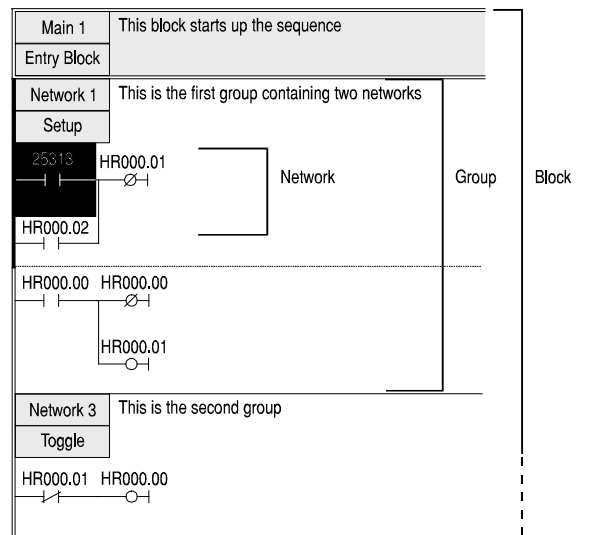 Main 1 This block starts up the sequence
Entry Block
Network 1 This is the first group containing two networks
Setup
25313 HR000.01
Network Group Block
HR000.02
HR000.00 HR000.00
HR000.01
Network 3 This is the second group
Toggle
HR000.01 HR000.00